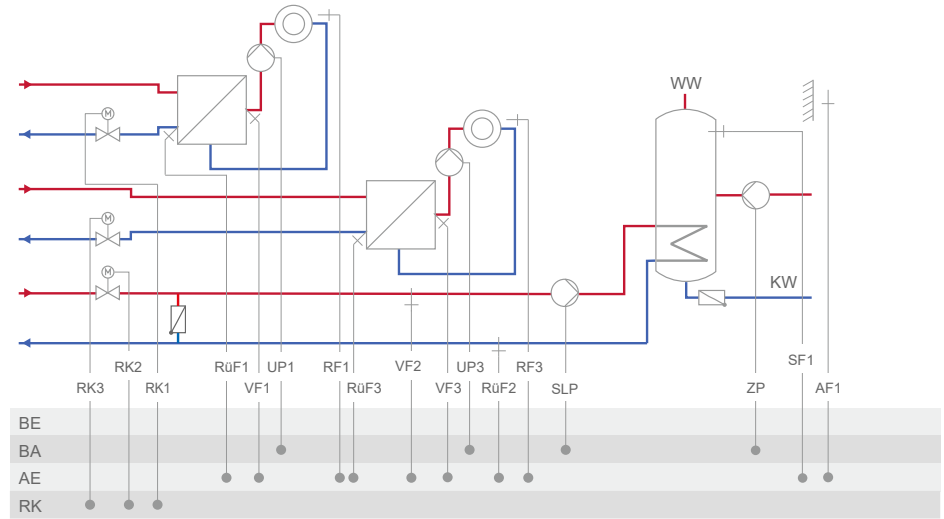 WW
M
M
M
KW
RK2 RüF1 UP1 RF1 VF2 UP3 RF3 SF1
RK3 RK1 VF1 RüF3 VF3 RüF2 SLP ZP AF1
BE
BA
AE
RK